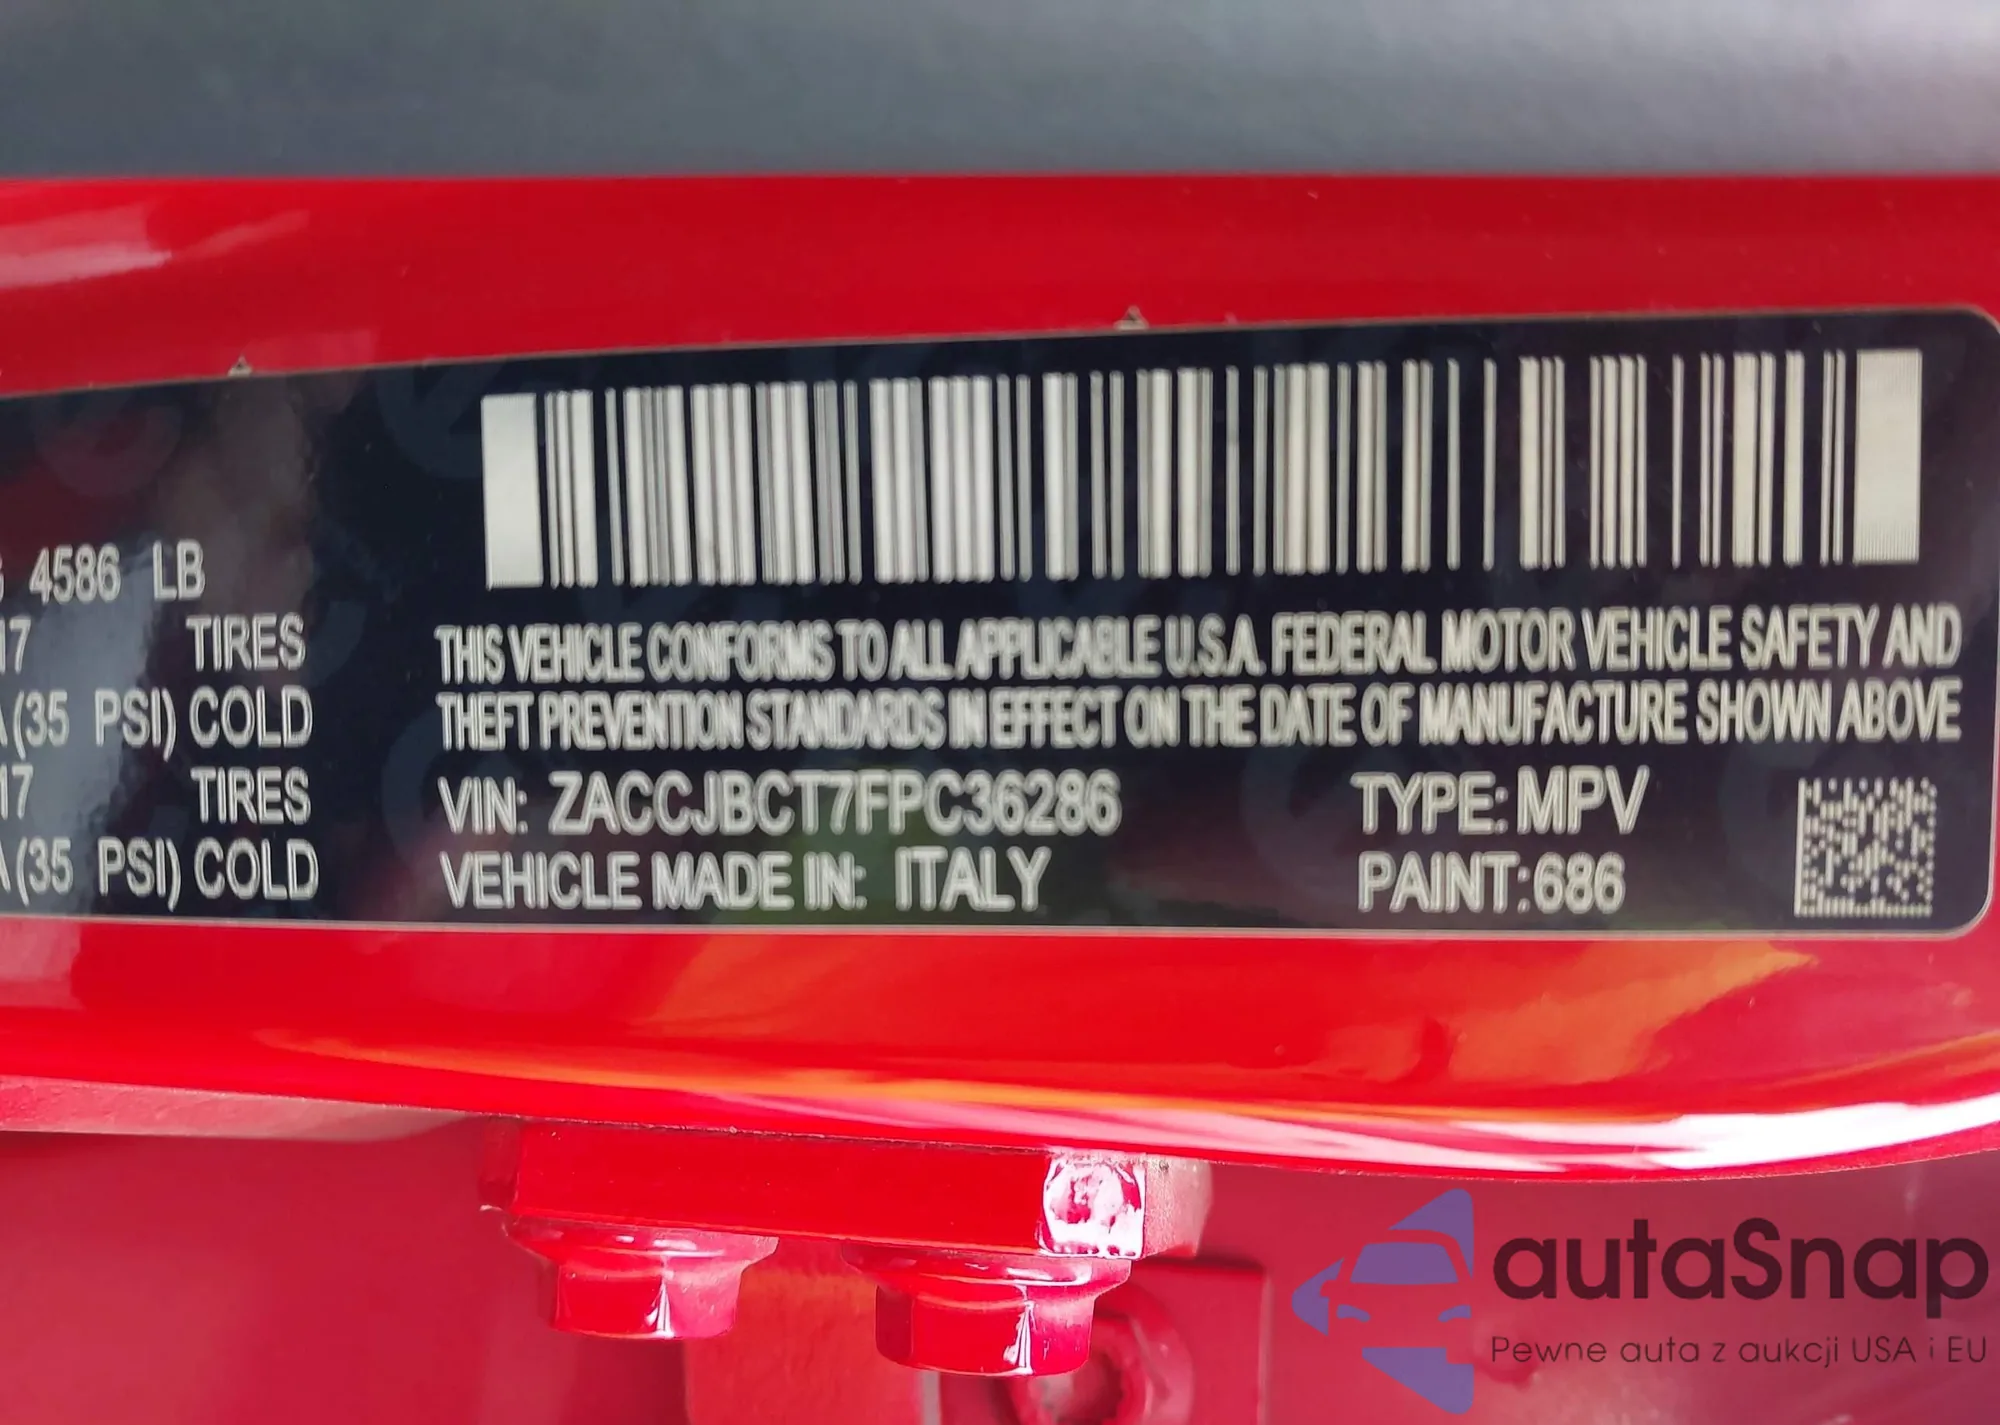 4586 LB
17 TIRES
(35 PSI) COLD
17 TIRES
(35 PSI) COLD
THIS VEHICLE CONFORMS TO ALL APPLICABLE U.S.A. FEDERAL MOTOR VEHICLE SAFETY AND
THEFT PREVENTION STANDARDS IN EFFECT ON THE DATE OF MANUFACTURE SHOWN ABOVE
VIN: ZACCJBCT7FPC36286 TYPE: MPV
VEHICLE MADE IN: ITALY PAINT: 686
autaSnap
Pewne auta z aukcji USA i EU